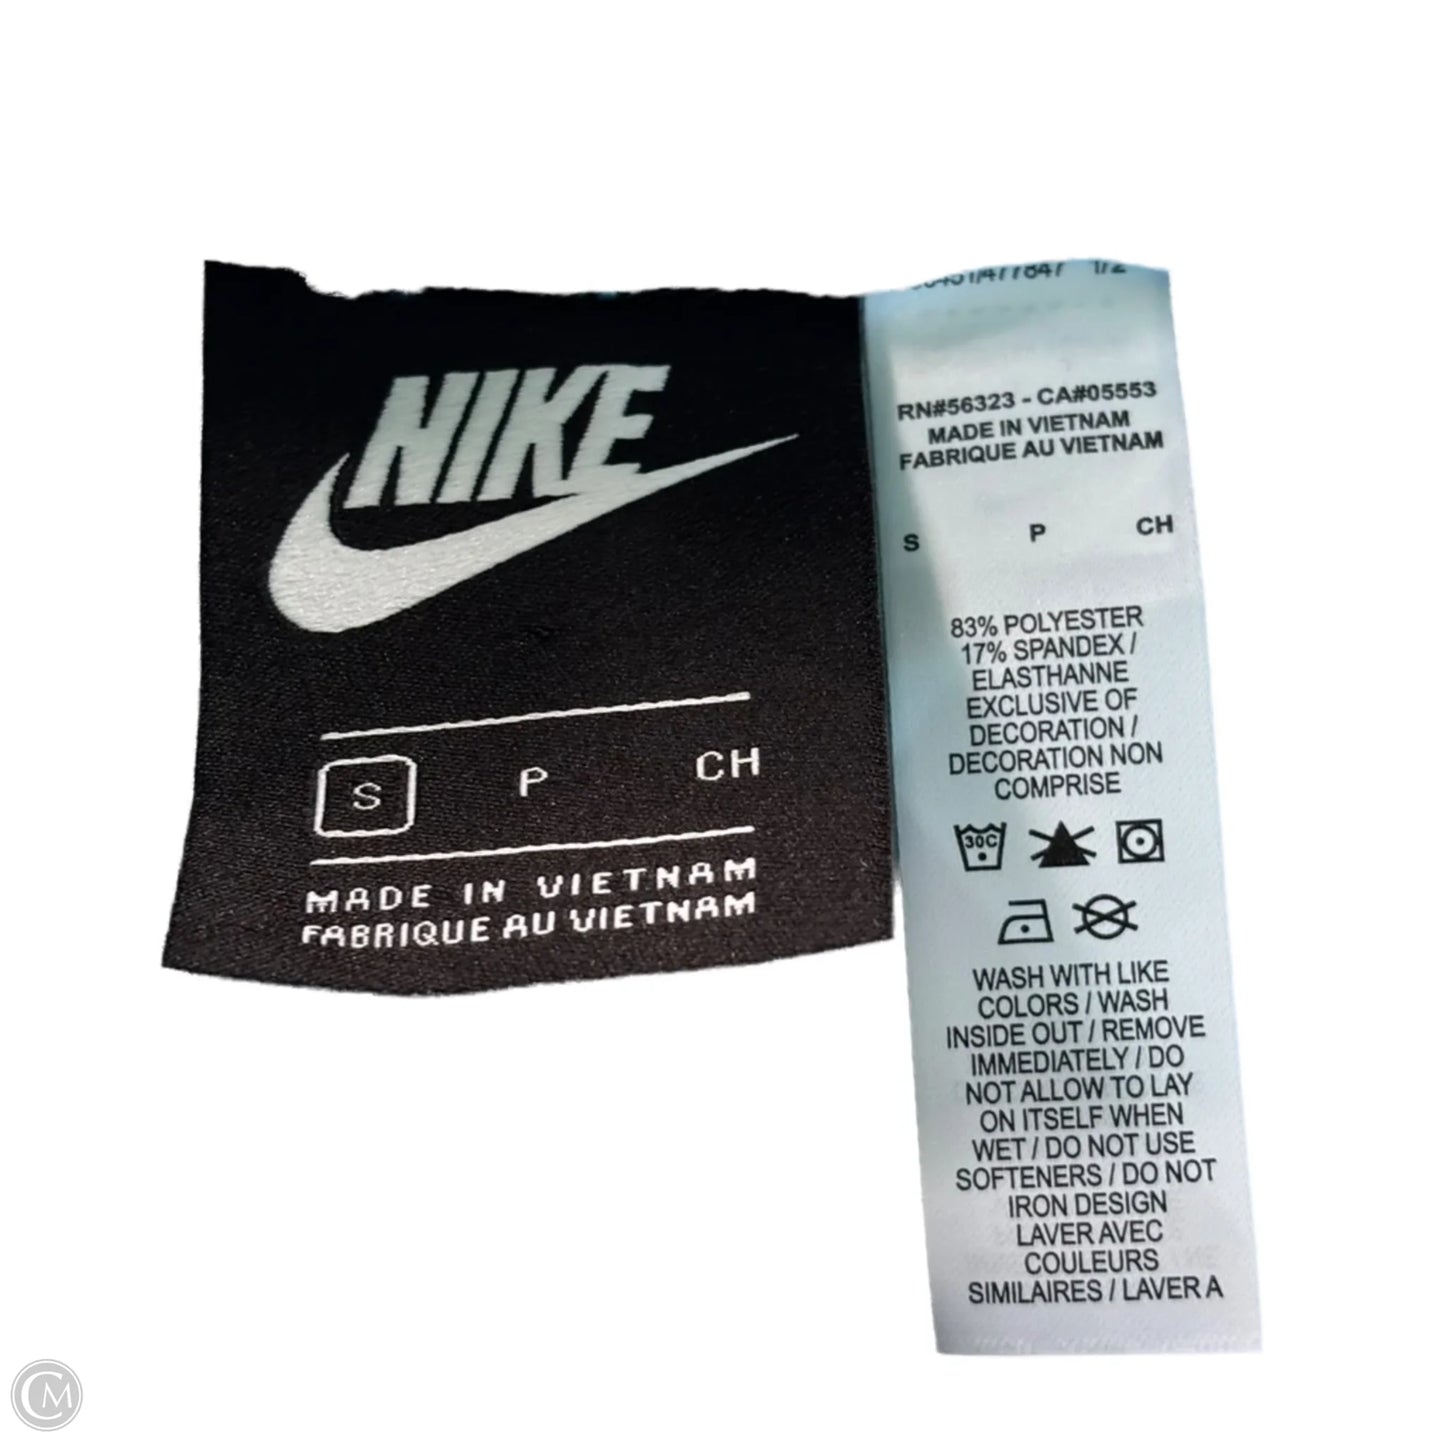 NIKE
S P CH
MADE IN VIETNAM
FABRIQUE AU VIETNAM
1/2
RN#56323 - CA#05553
MADE IN VIETNAM
FABRIQUE AU VIETNAM
S P CH
83% POLYESTER
17% SPANDEX /
ELASTHANNE
EXCLUSIVE OF
DECORATION /
DECORATION NON
COMPRISE
30C
WASH WITH LIKE
COLORS / WASH
INSIDE OUT / REMOVE
IMMEDIATELY / DO
NOT ALLOW TO LAY
ON ITSELF WHEN
WET / DO NOT USE
SOFTENERS / DO NOT
IRON DESIGN
LAVER AVEC
COULEURS
SIMILAIRES / LAVER A
CM